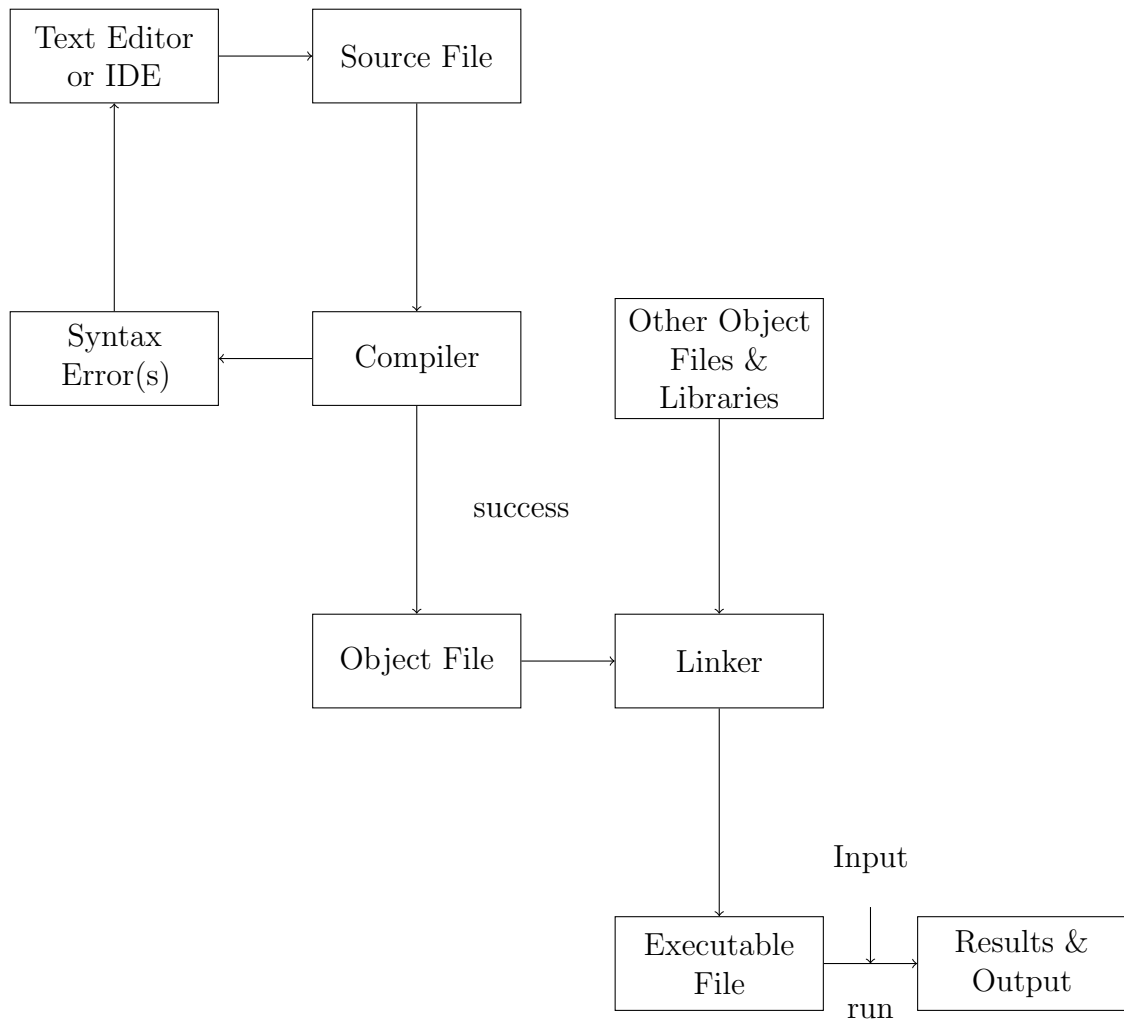 Text Editor
or IDE
Source File
Syntax
Error(s)
Compiler
Other Object
Files &
Libraries
success
Object File
Linker
Input
Executable
File
run
Results &
Output